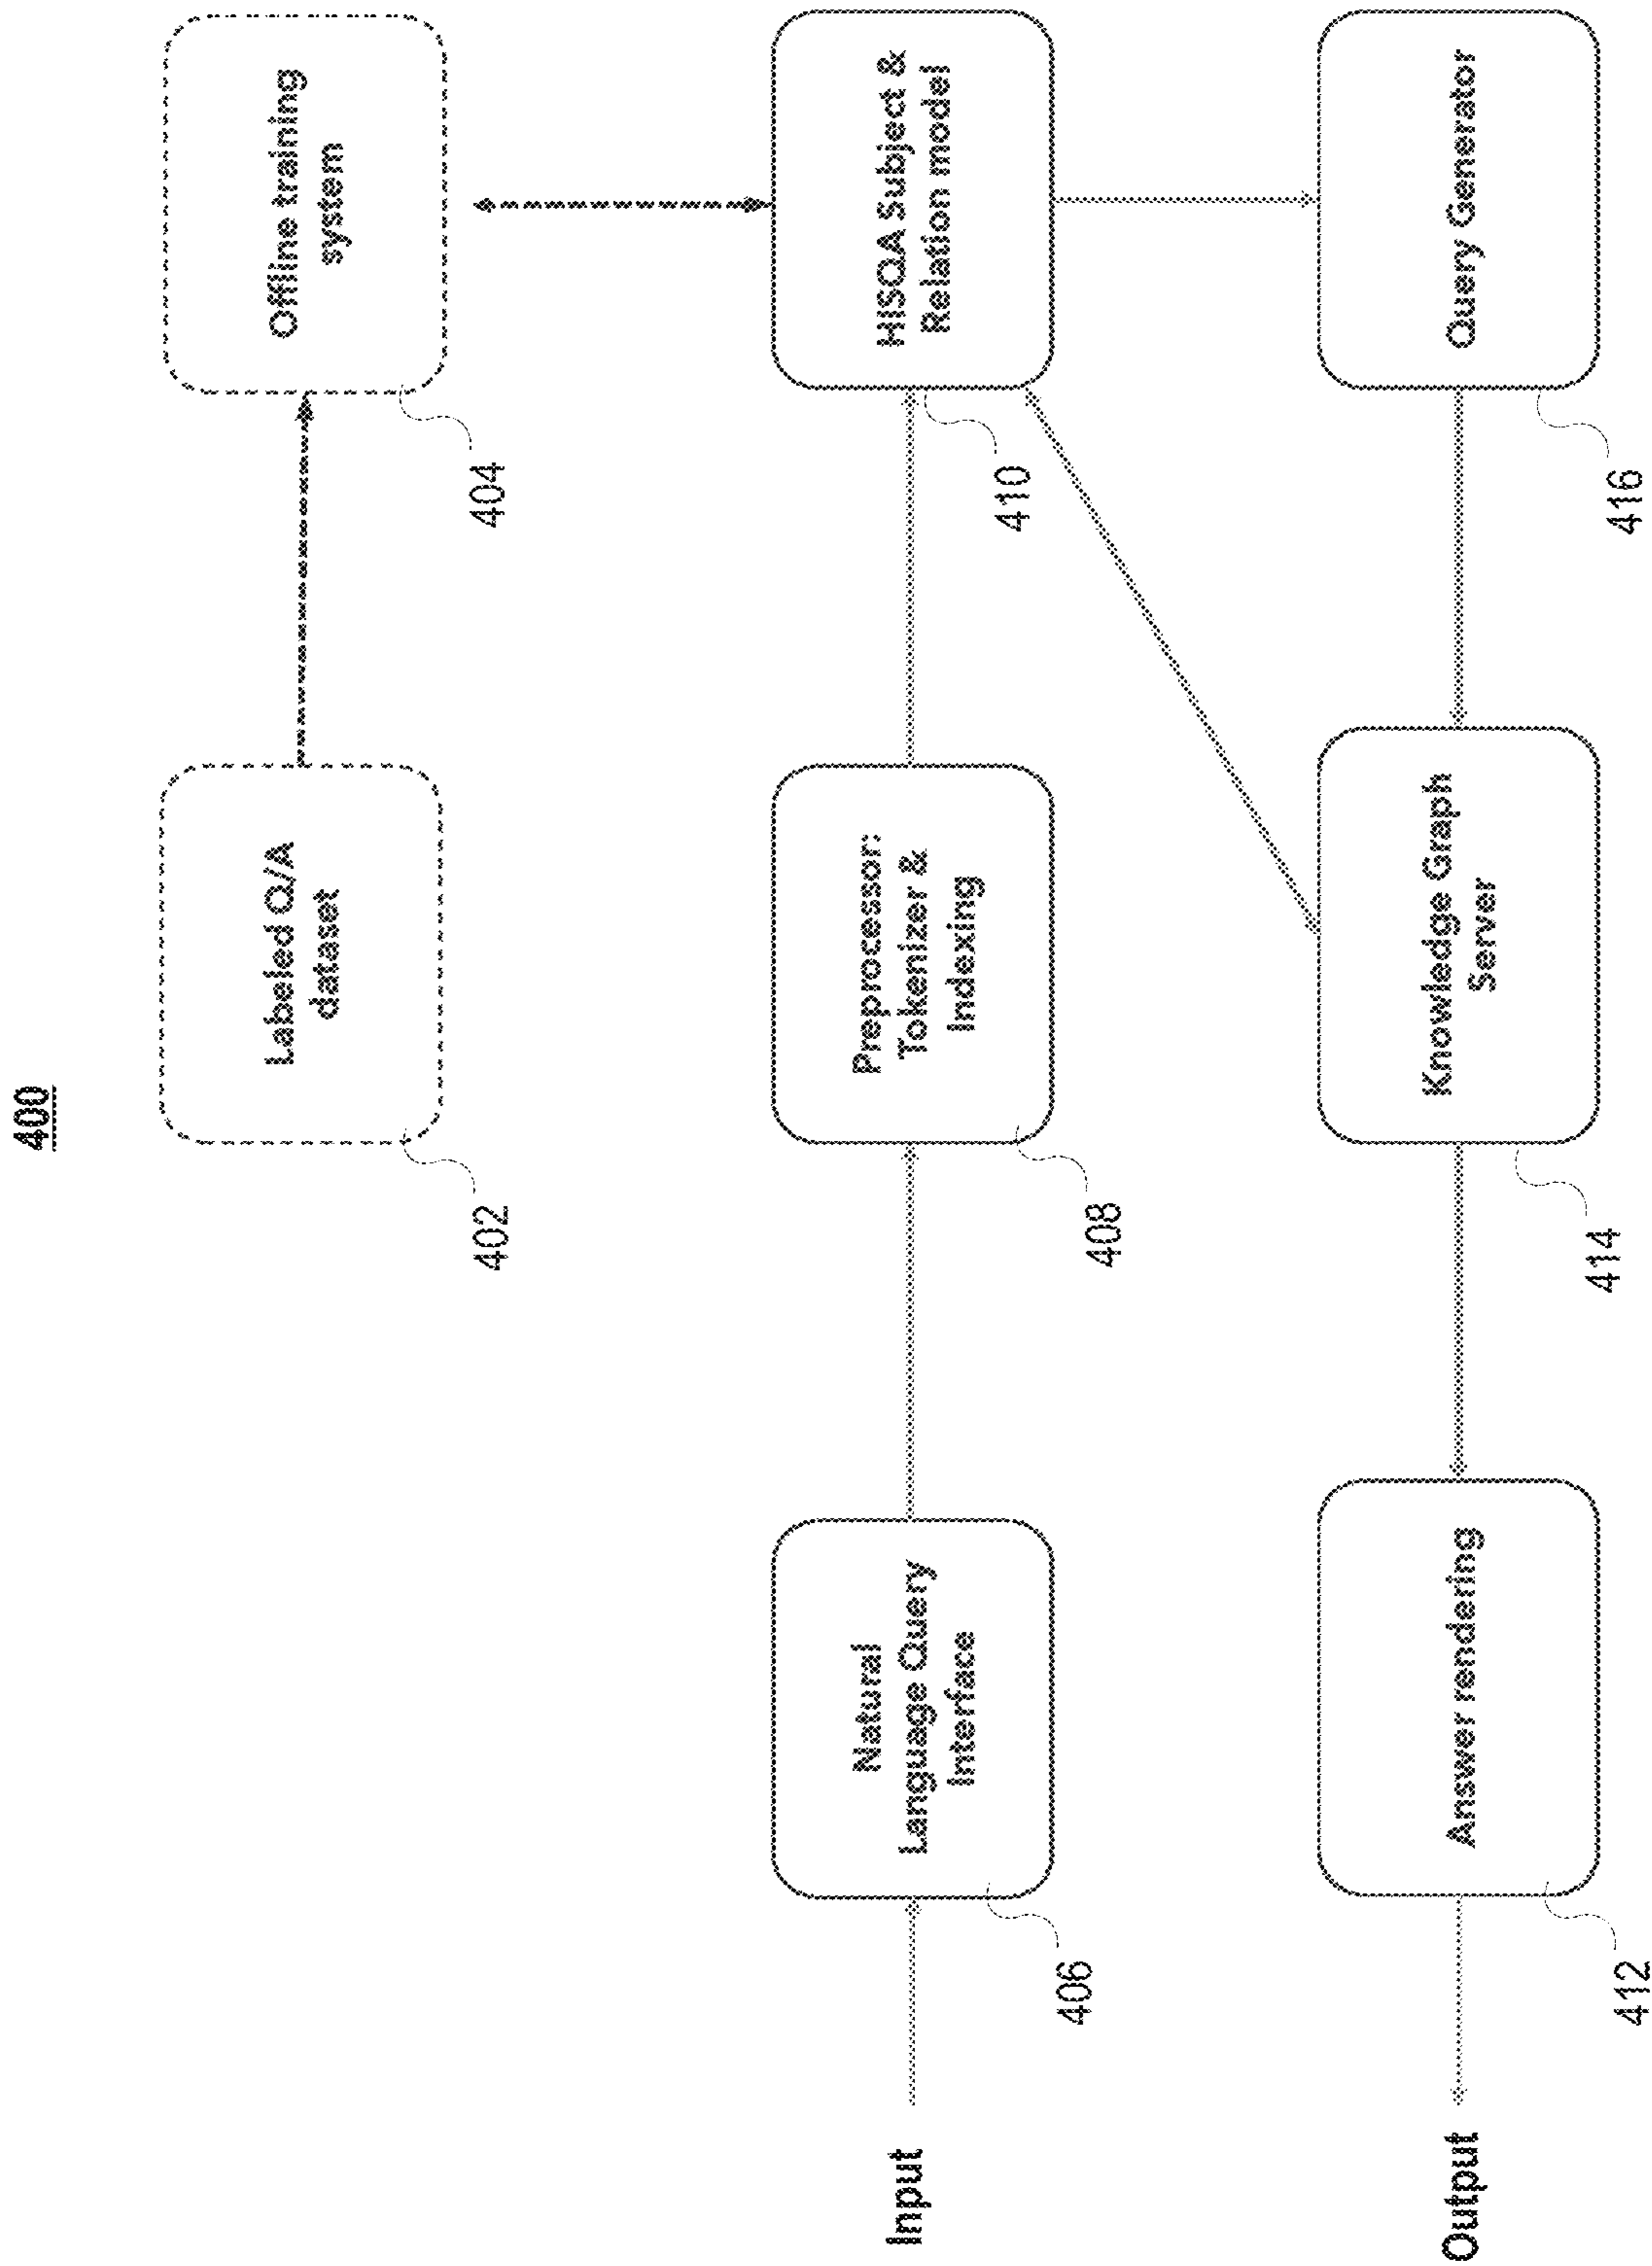 400
Labeled Q/A
dataset
402
Offline training
system
404
Input
Natural
Language Query
Interface
406
Preprocessor:
Tokenizer &
Indexing
408
HISQA Subject &
Relation model
410
Output
Answer rendering
412
Knowledge Graph
Server
414
Query Generator
416